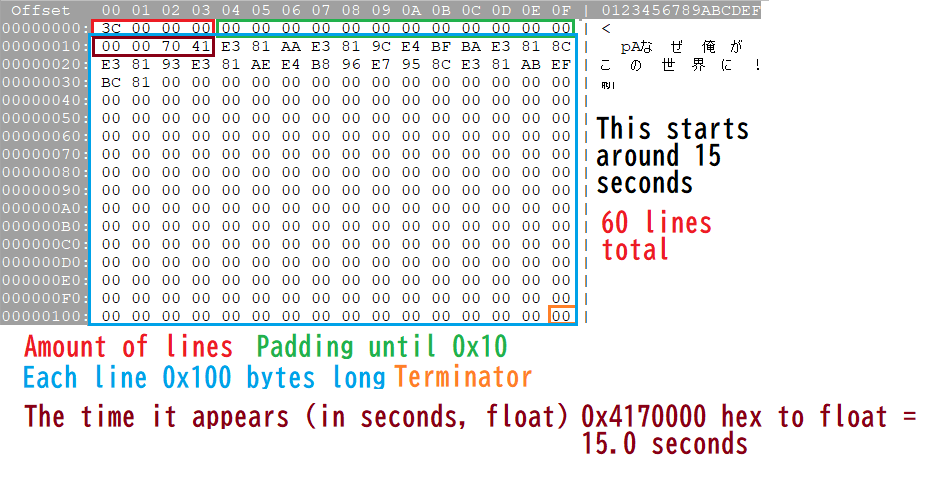 Offset 00 01 02 03 04 05 06 07 08 09 0A 0B 0C 0D 0E 0F | 0123456789ABCDEF
00000000: 3C 00 00 00 00 00 00 00 00 00 00 00 00 00 00 00 | <
00000010: 00 00 70 41 E3 81 AA E3 81 9C E4 BF BA E3 81 8C | pAな ぜ 俺 が
00000020: E3 81 93 E3 81 AE E4 B8 96 E7 95 8C E3 81 AB EF | こ の 世 界 に ！
00000030: BC 81 00 00 00 00 00 00 00 00 00 00 00 00 00 00 |
00000040: 00 00 00 00 00 00 00 00 00 00 00 00 00 00 00 00 |
00000050: 00 00 00 00 00 00 00 00 00 00 00 00 00 00 00 00 |
00000060: 00 00 00 00 00 00 00 00 00 00 00 00 00 00 00 00 |
00000070: 00 00 00 00 00 00 00 00 00 00 00 00 00 00 00 00 |
00000080: 00 00 00 00 00 00 00 00 00 00 00 00 00 00 00 00 |
00000090: 00 00 00 00 00 00 00 00 00 00 00 00 00 00 00 00 |
000000A0: 00 00 00 00 00 00 00 00 00 00 00 00 00 00 00 00 |
000000B0: 00 00 00 00 00 00 00 00 00 00 00 00 00 00 00 00 |
000000C0: 00 00 00 00 00 00 00 00 00 00 00 00 00 00 00 00 |
000000D0: 00 00 00 00 00 00 00 00 00 00 00 00 00 00 00 00 |
000000E0: 00 00 00 00 00 00 00 00 00 00 00 00 00 00 00 00 |
000000F0: 00 00 00 00 00 00 00 00 00 00 00 00 00 00 00 00 |
00000100: 00 00 00 00 00 00 00 00 00 00 00 00 00 00 00 00 |
This starts
around 15
seconds
60 lines
total
Amount of lines Padding until 0x10
Each line 0x100 bytes long Terminator
The time it appears (in seconds, float) 0x4170000 hex to float =
15.0 seconds